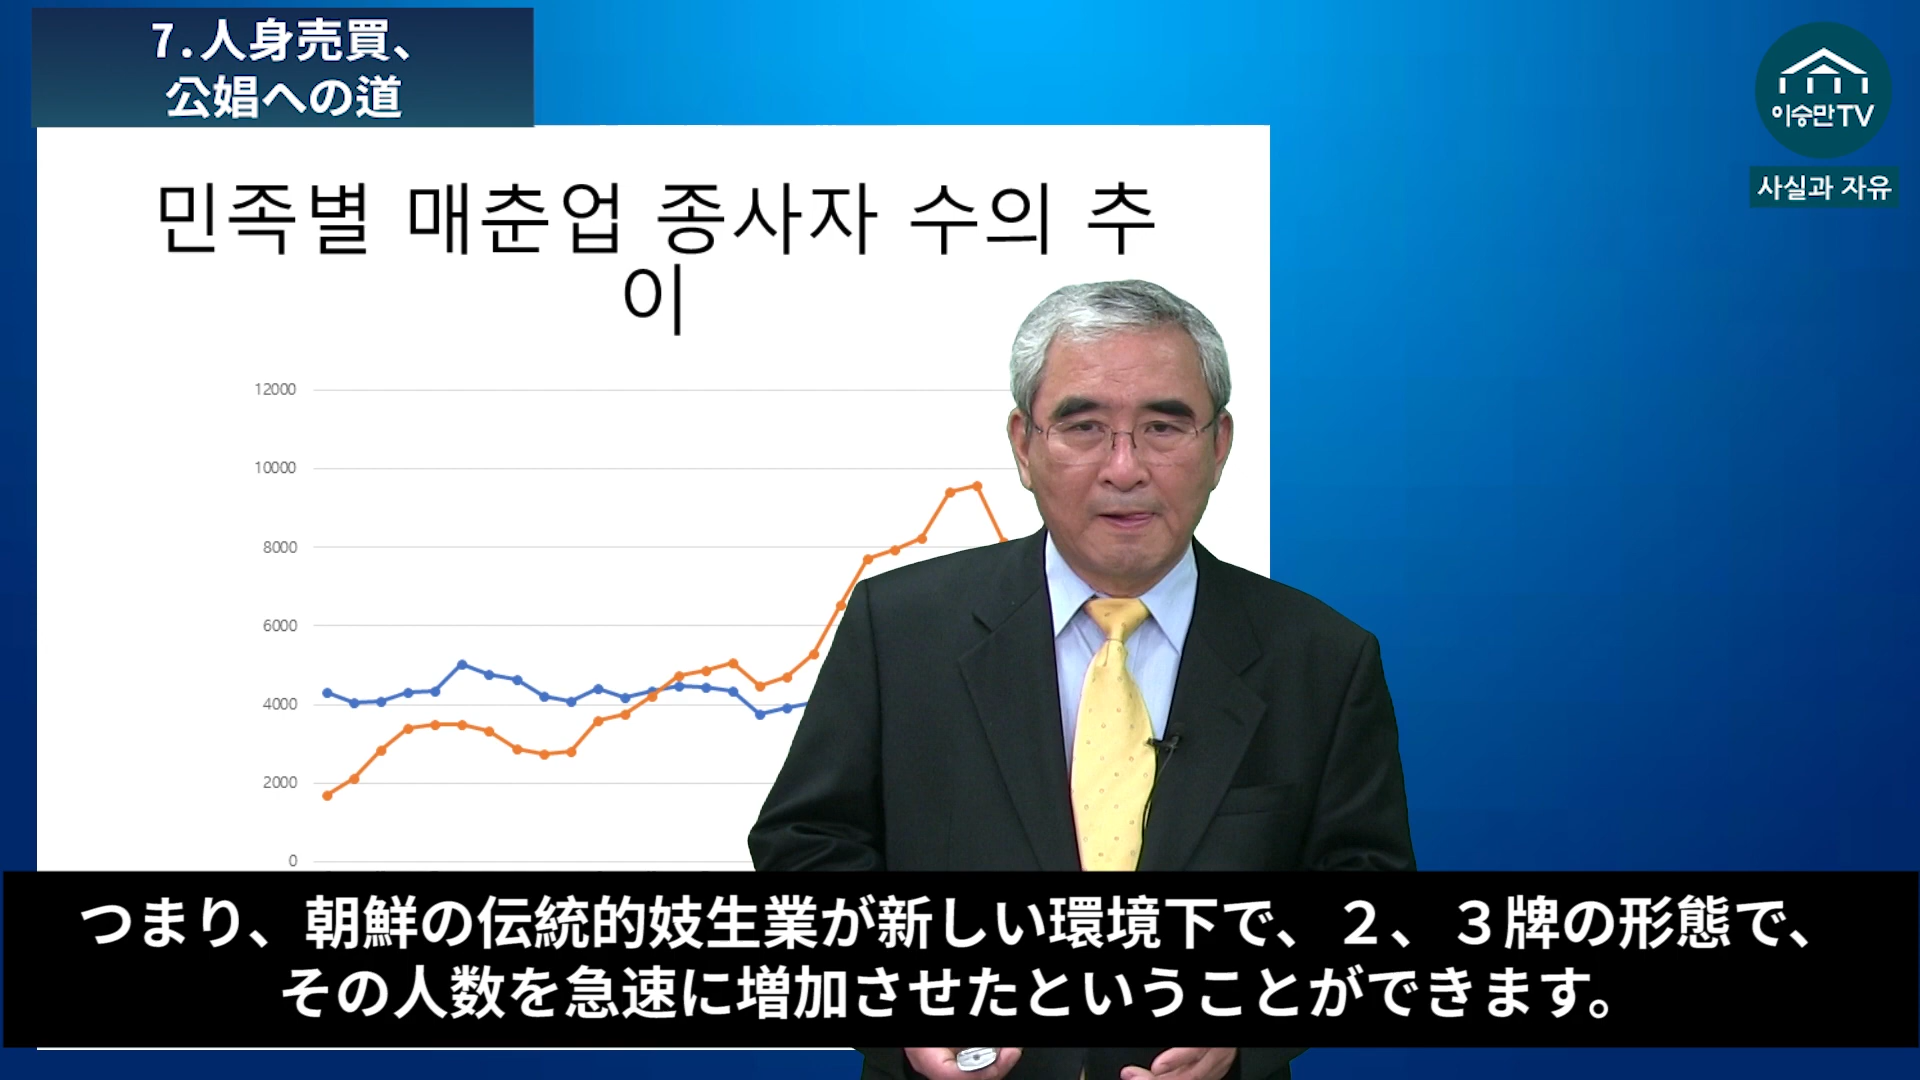 7.人身売買、
公娼への道
이승만TV
사실과 자유
민족별 매춘업 종사자 수의 추
이
12000
10000
8000
6000
4000
2000
0
つまり、朝鮮の伝統的妓生業が新しい環境下で、２、３牌の形態で、
その人数を急速に増加させたということができます。